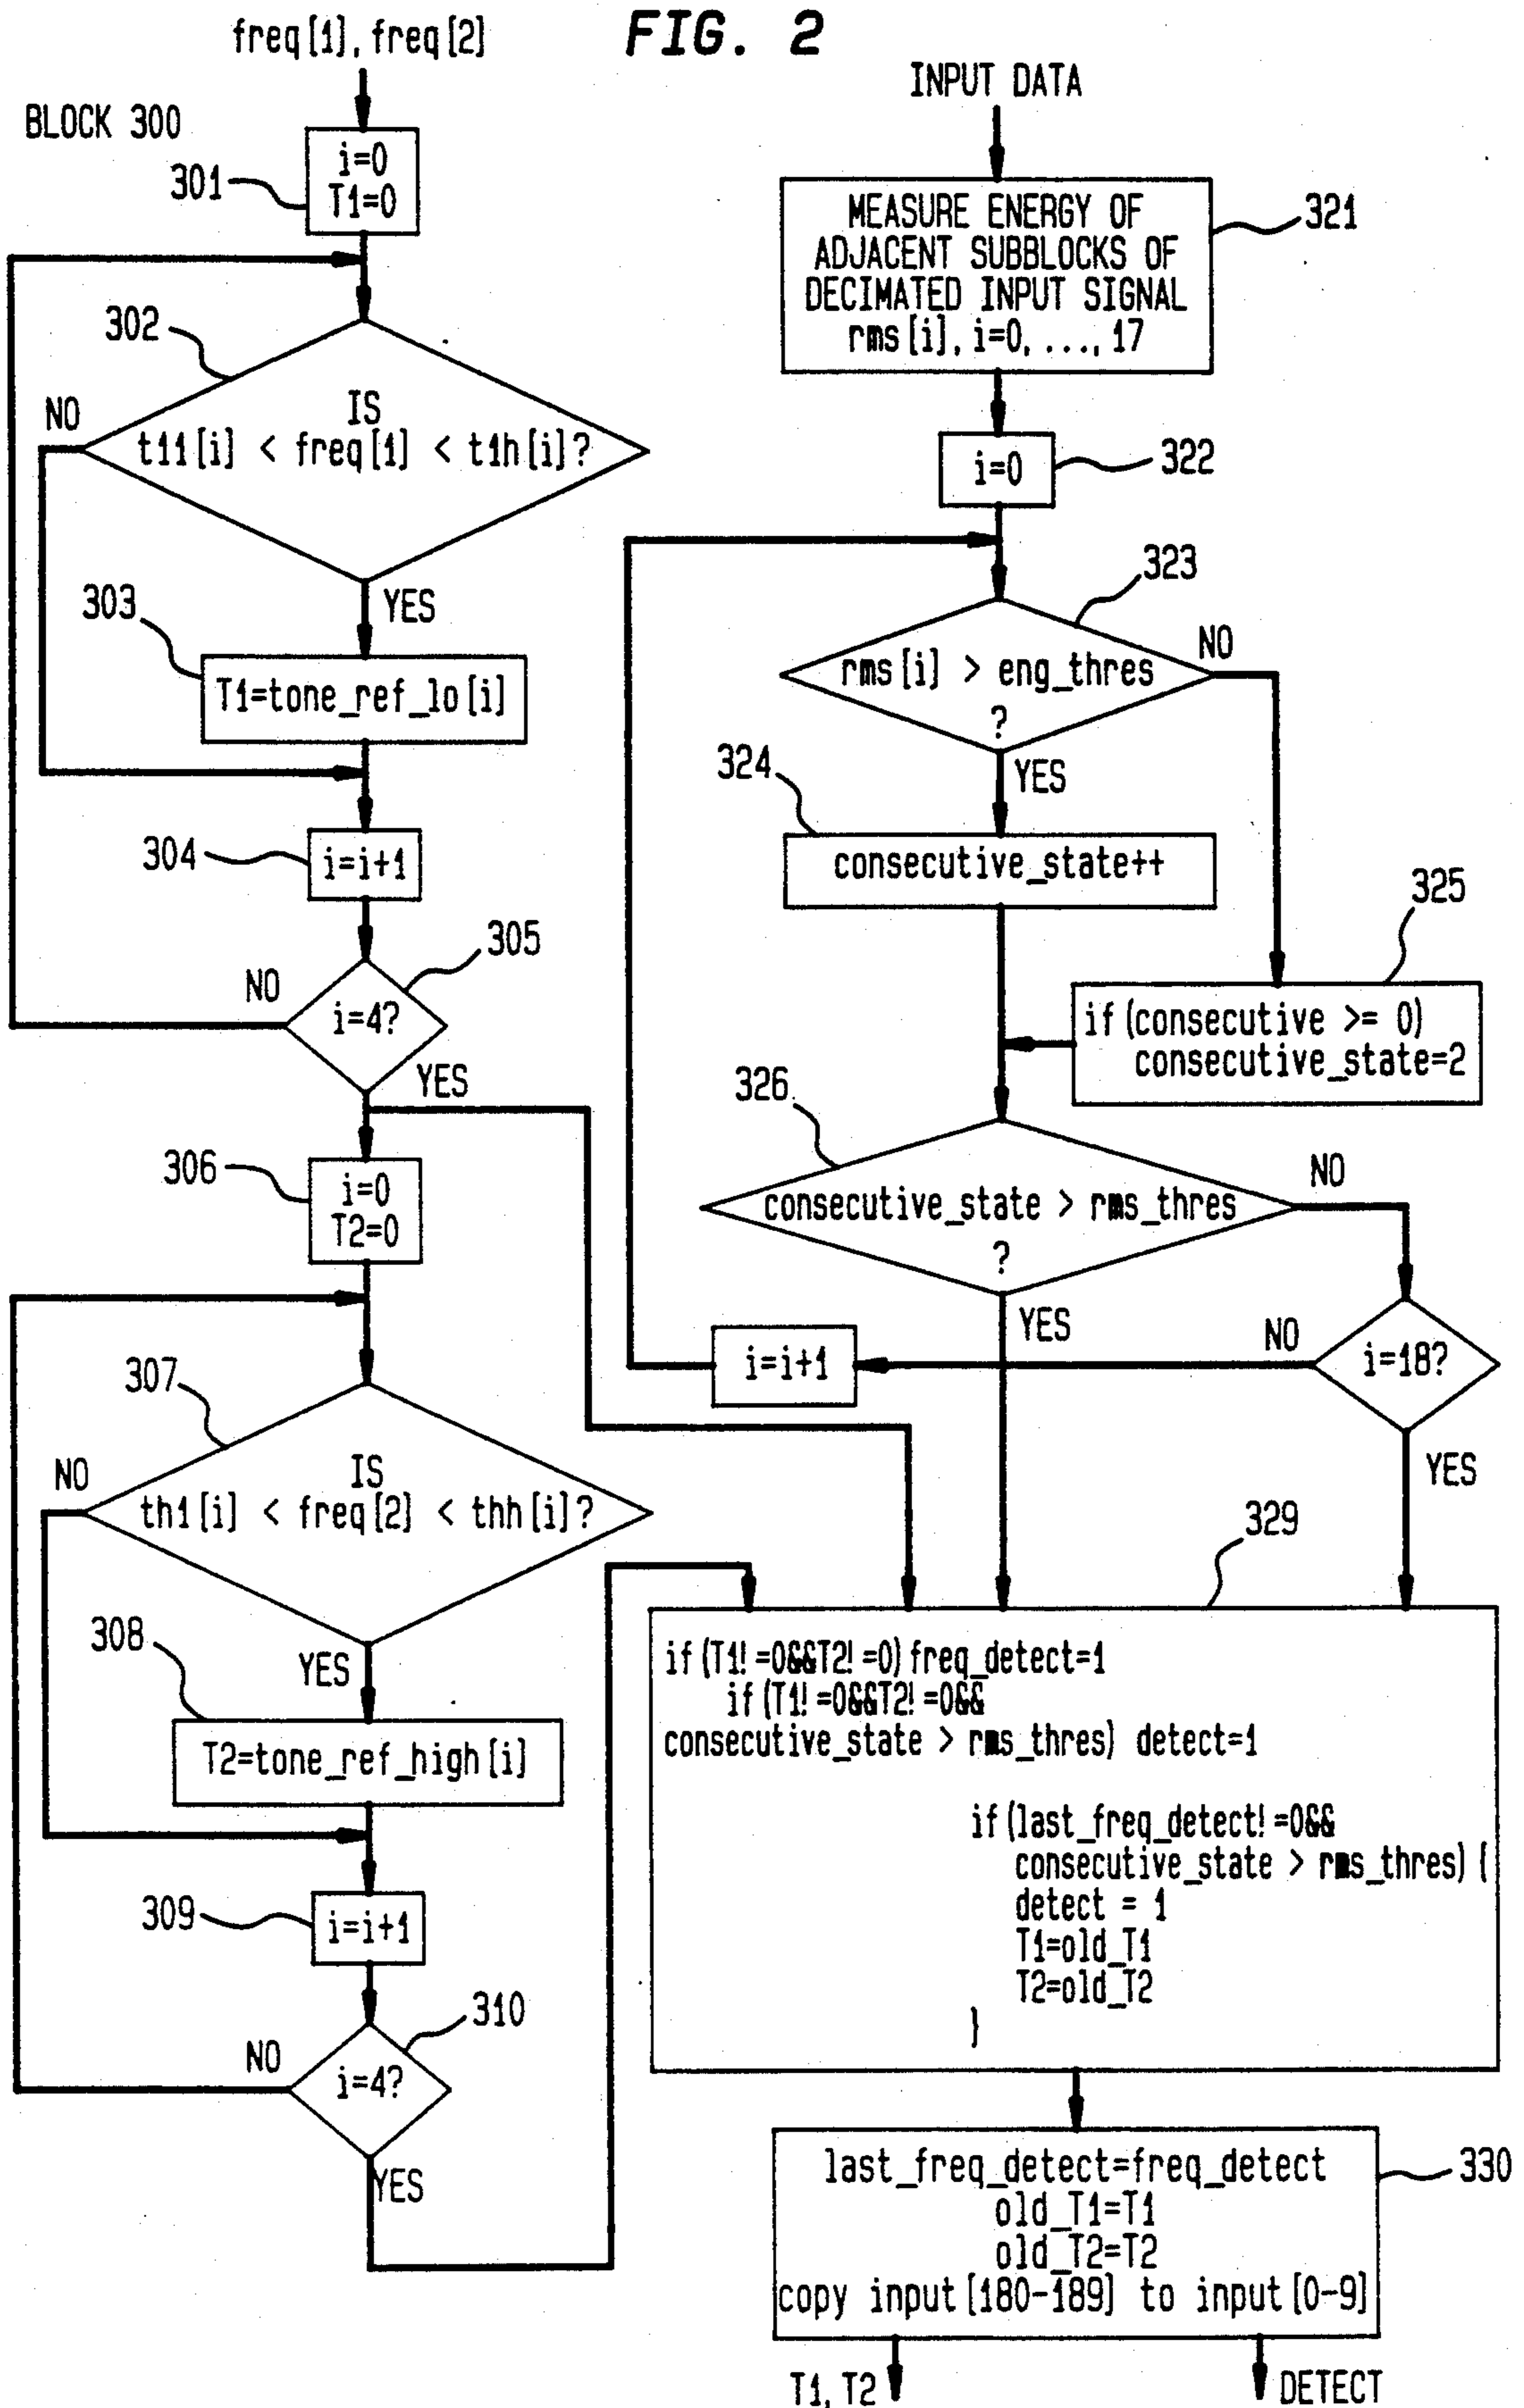 FIG. 2
freq[1], freq[2]
BLOCK 300
i=0
T1=0
301
302
IS
t11[i] < freq[1] < t1h[i]?
NO
YES
303
T1=tone_ref_lo[i]
304
i=i+1
305
i=4?
NO
YES
306
i=0
T2=0
307
IS
th1[i] < freq[2] < thh[i]?
NO
YES
308
T2=tone_ref_high[i]
309
i=i+1
310
i=4?
NO
YES
INPUT DATA
MEASURE ENERGY OF
ADJACENT SUBBLOCKS OF
DECIMATED INPUT SIGNAL
rms[i], i=0, ..., 17
321
i=0
322
323
rms[i] > eng_thres
?
NO
YES
324
consecutive_state++
325
if (consecutive >= 0)
consecutive_state=2
326
consecutive_state > rms_thres
?
NO
YES
i=i+1
NO
i=18?
YES
329
if (T1! =0&&T2! =0) freq_detect=1
if (T1! =0&&T2! =0&&
consecutive_state > rms_thres) detect=1
if (last_freq_detect! =0&&
consecutive_state > rms_thres) {
detect = 1
T1=old_T1
T2=old_T2
}
last_freq_detect=freq_detect
old_T1=T1
old_T2=T2
copy input[180-189] to input[0-9]
330
T1, T2
DETECT